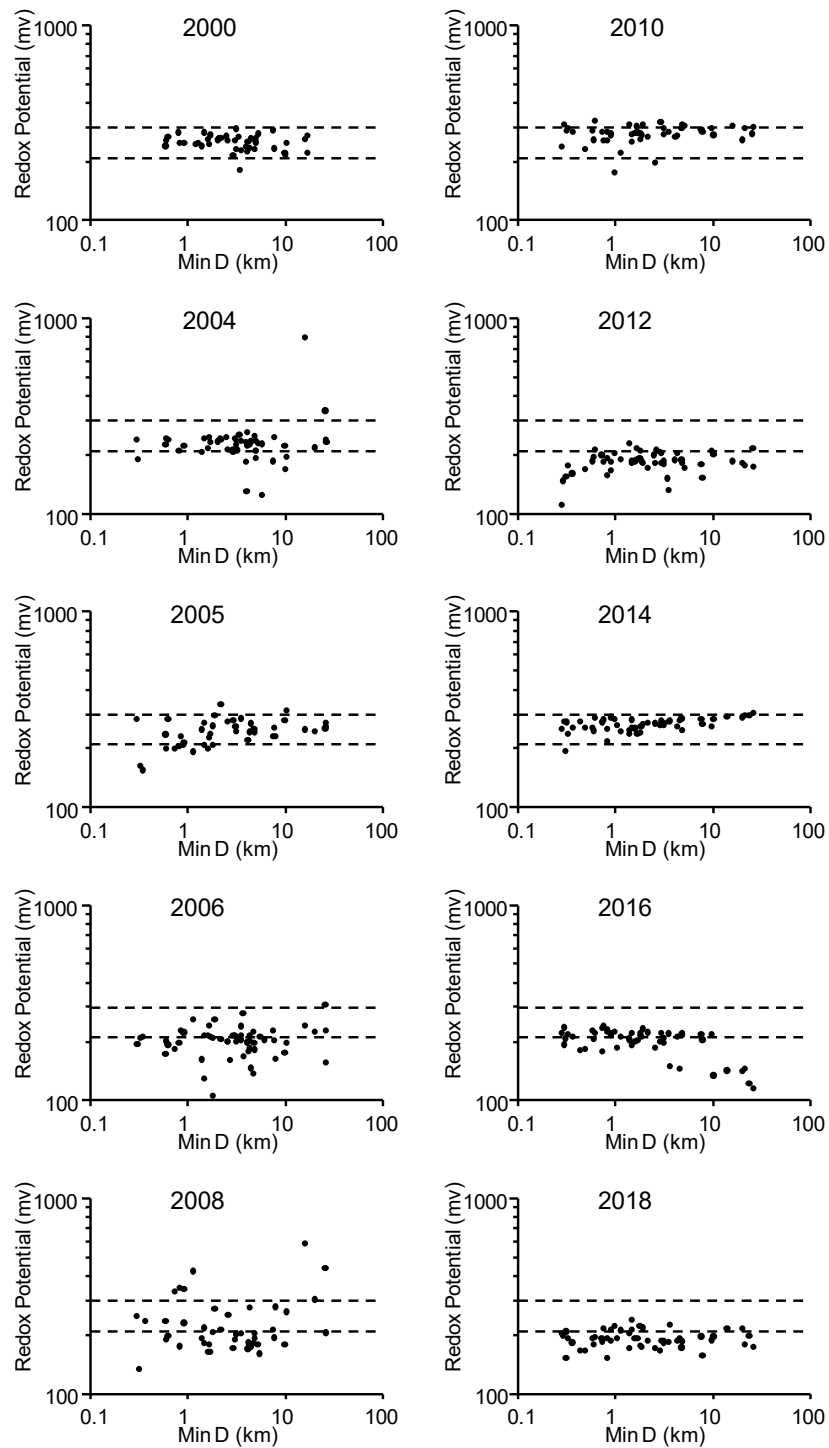 2000
Redox Potential (mv)
1000
100
0.1 1 10 100
Min D (km)
2010
Redox Potential (mv)
1000
100
0.1 1 10 100
Min D (km)
2004
Redox Potential (mv)
1000
100
0.1 1 10 100
Min D (km)
2012
Redox Potential (mv)
1000
100
0.1 1 10 100
Min D (km)
2005
Redox Potential (mv)
1000
100
0.1 1 10 100
Min D (km)
2014
Redox Potential (mv)
1000
100
0.1 1 10 100
Min D (km)
2006
Redox Potential (mv)
1000
100
0.1 1 10 100
Min D (km)
2016
Redox Potential (mv)
1000
100
0.1 1 10 100
Min D (km)
2008
Redox Potential (mv)
1000
100
0.1 1 10 100
Min D (km)
2018
Redox Potential (mv)
1000
100
0.1 1 10 100
Min D (km)